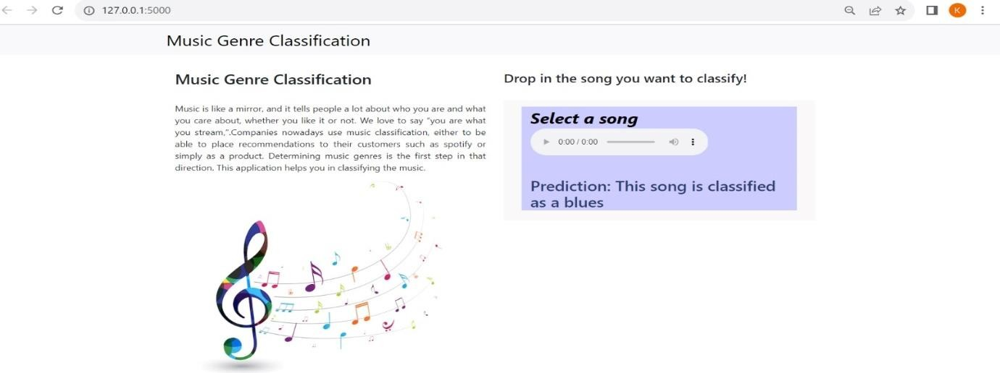 127.0.0.1:5000
K
Music Genre Classification
Music Genre Classification
Music is like a mirror, and it tells people a lot about who you are and what
you care about, whether you like it or not. We love to say “you are what
you stream,”.Companies nowadays use music classification, either to be
able to place recommendations to their customers such as spotify or
simply as a product. Determining music genres is the first step in that
direction. This application helps you in classifying the music.
Drop in the song you want to classify!
Select a song
0:00 / 0:00
Prediction: This song is classified
as a blues